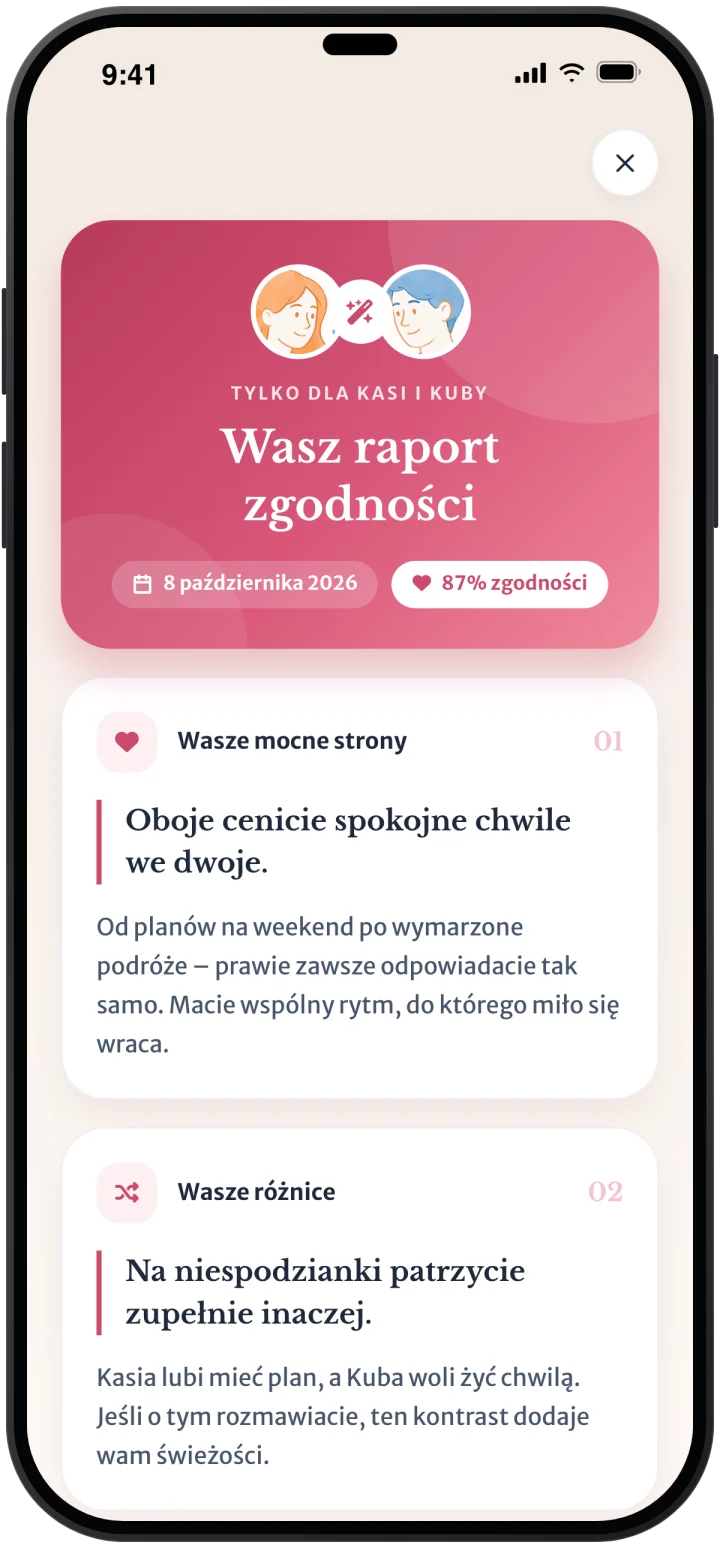 9:41
TYLKO DLA KASI I KUBY
Wasz raport
zgodności
8 października 2026
87% zgodności
Wasze mocne strony
01
Oboje cenicie spokojne chwile
we dwoje.
Od planów na weekend po wymarzone
podróże – prawie zawsze odpowiadacie tak
samo. Macie wspólny rytm, do którego miło się
wraca.
Wasze różnice
02
Na niespodzianki patrzycie
zupełnie inaczej.
Kasia lubi mieć plan, a Kuba woli żyć chwilą.
Jeśli o tym rozmawiacie, ten kontrast dodaje
wam świeżości.